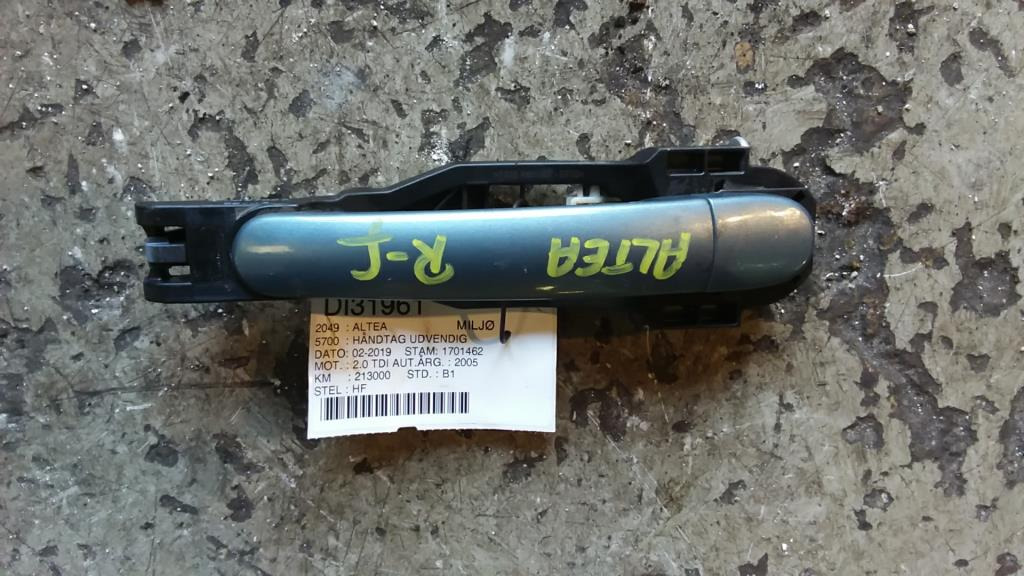 ALTEA R-
DI31961
2049 : ALTEA MILJØ
5700 : HÅNDTAG UDVENDIG
DATO: 02-2019 STAM: 1701462
MOT. : 2.0 TDI AUT.ÅRG. : 2005
KM : 213000 STD. : B1
STEL : HF